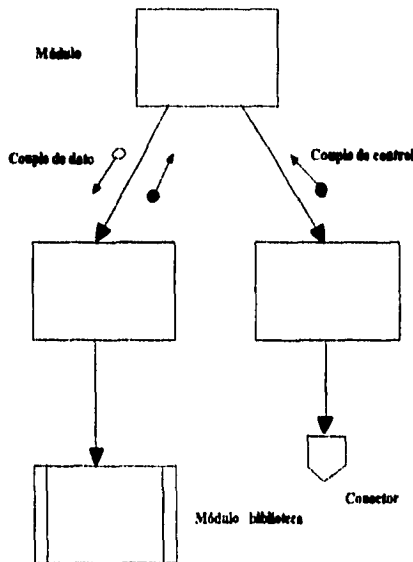 Módulo
Couple de dato
Couple de control
Conector
Módulo biblioteca